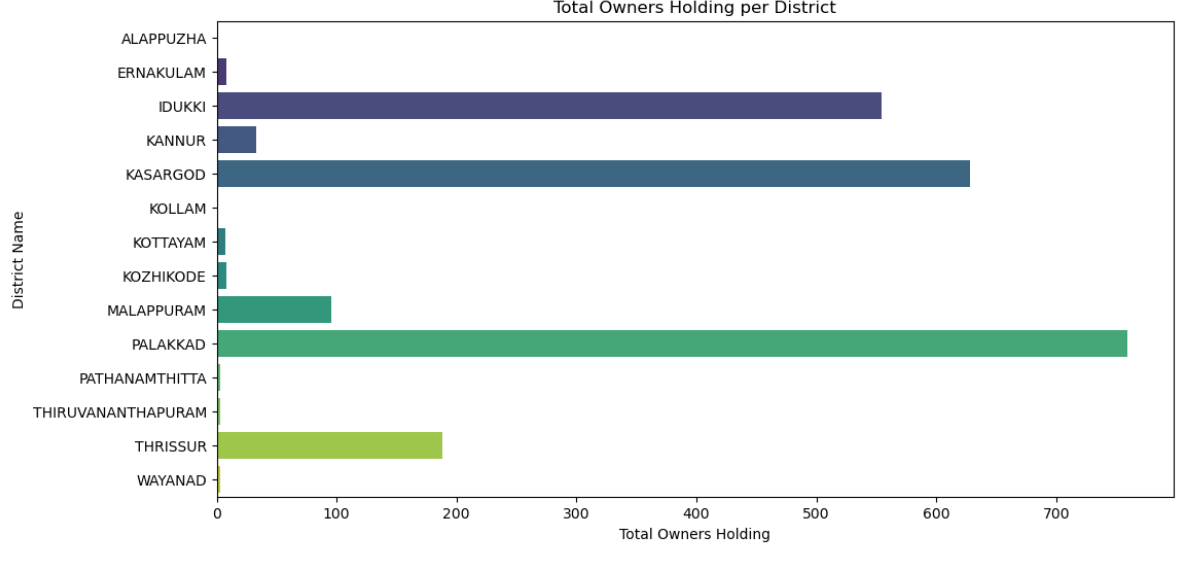 Total Owners Holding per District
ALAPPUZHA
ERNAKULAM
IDUKKI
KANNUR
KASARGOD
KOLLAM
KOTTAYAM
KOZHIKODE
MALAPPURAM
PALAKKAD
PATHANAMTHITTA
THIRUVANANTHAPURAM
THRISSUR
WAYANAD
District Name
0 100 200 300 400 500 600 700
Total Owners Holding